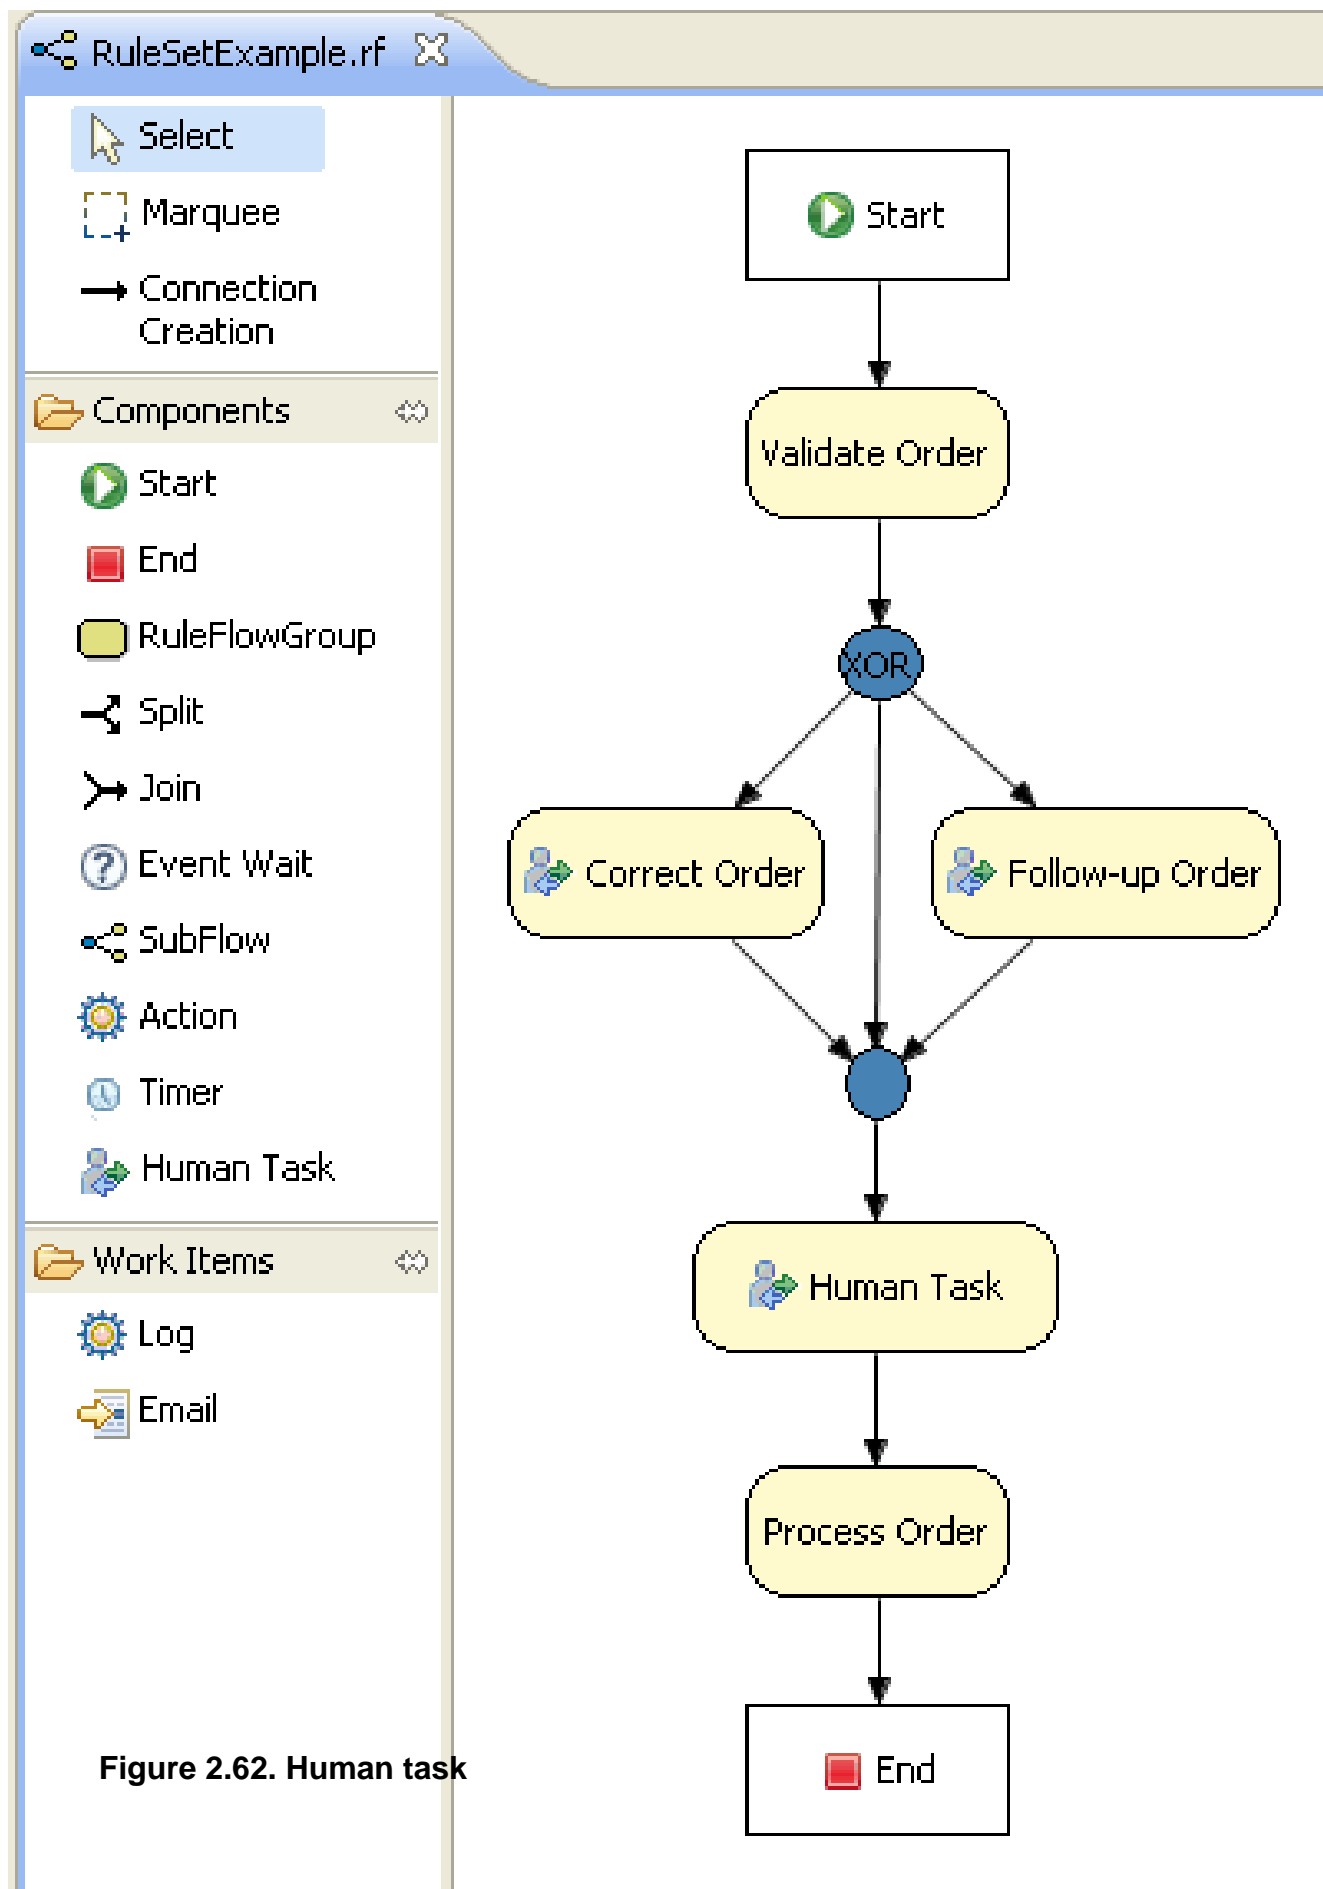 RuleSetExample.rf
Select
Marquee
Connection
Creation
Components
Start
End
RuleFlowGroup
Split
Join
Event Wait
SubFlow
Action
Timer
Human Task
Work Items
Log
Email
Start
Validate Order
XOR
Correct Order
Follow-up Order
Human Task
Process Order
End
Figure 2.62. Human task